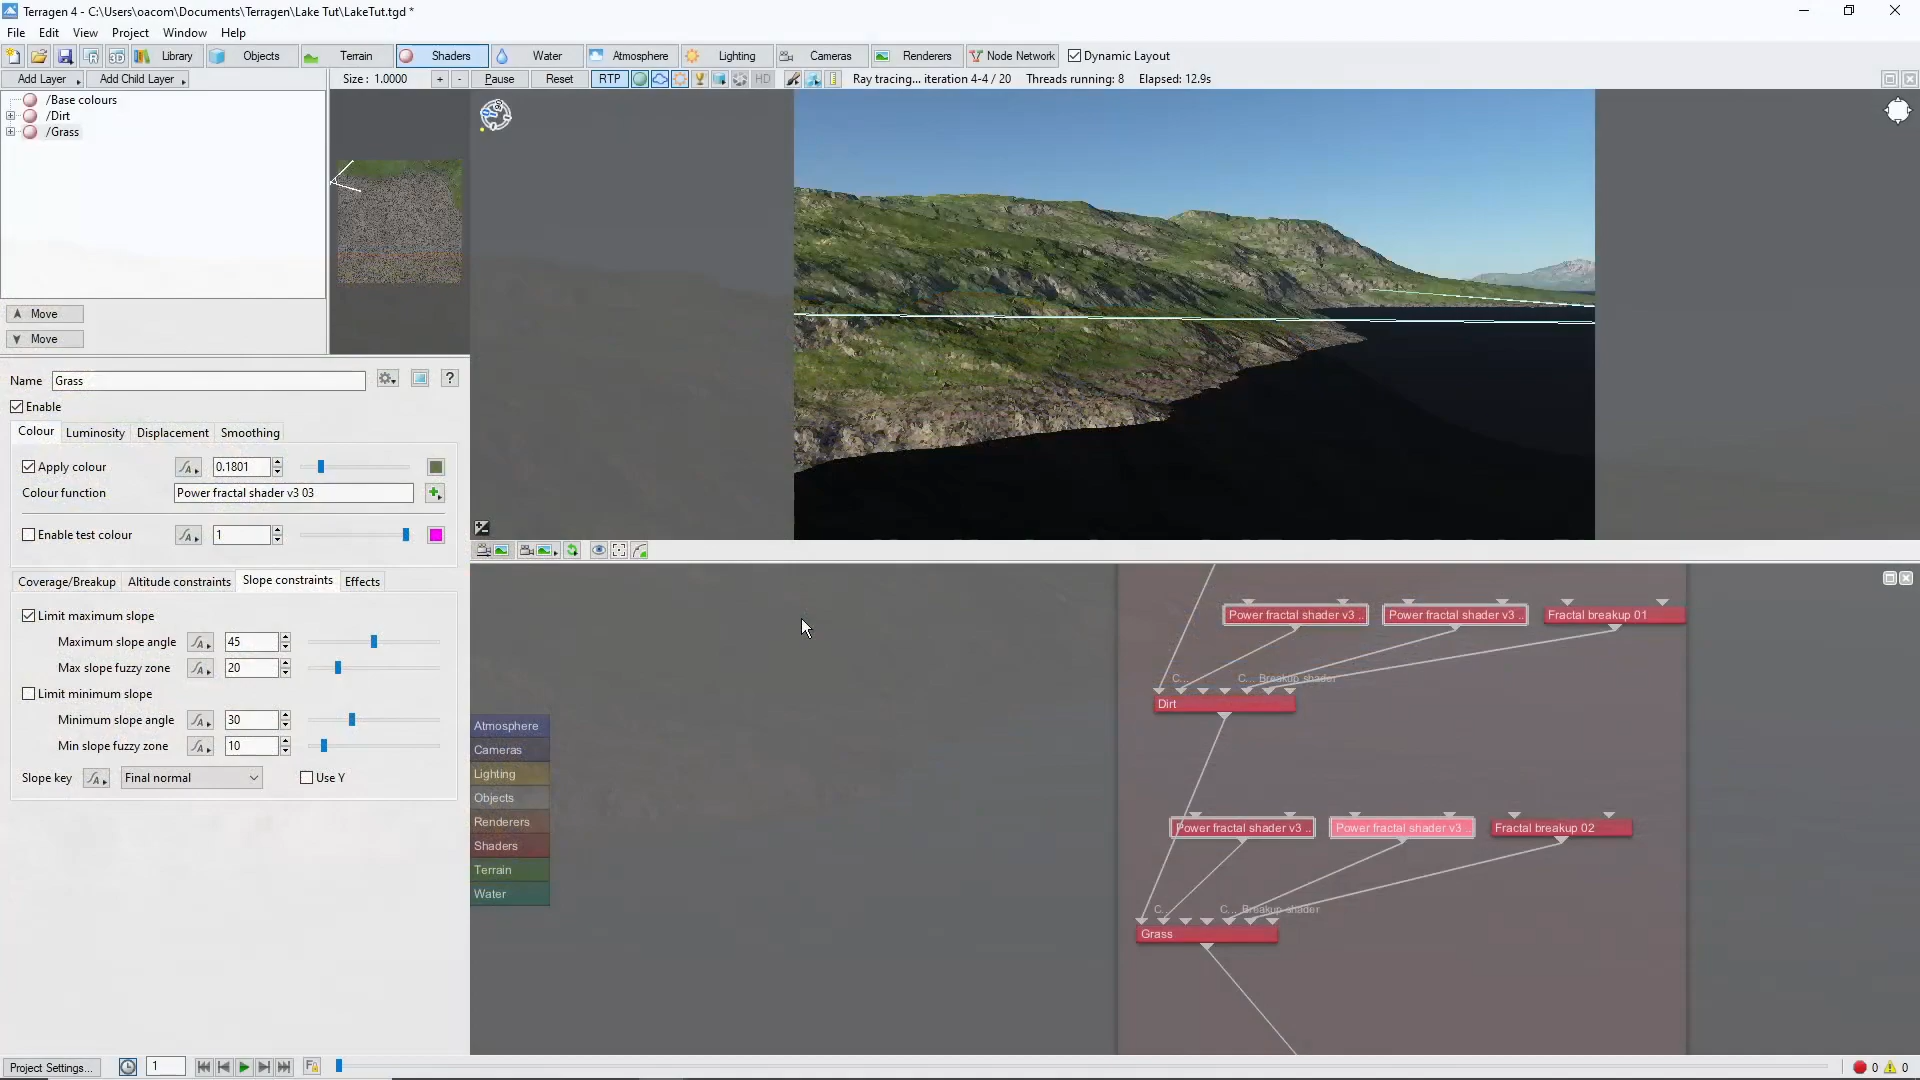 Terragen 4 - C:\Users\oacom\Documents\Terragen\Lake Tut\LakeTut.tgd *
File Edit View Project Window Help
Library Objects Terrain Shaders Water Atmosphere Lighting Cameras Renderers Node Network Dynamic Layout
Add Layer Add Child Layer Size : 1.0000 + - Pause Reset RTP HD Ray tracing... iteration 4-4 / 20 Threads running: 8 Elapsed: 12.9s
/Base colours
/Dirt
/Grass
Move
Move
Name Grass ?
Enable
Colour Luminosity Displacement Smoothing
Apply colour 0.1801
Colour function Power fractal shader v3 03
Enable test colour 1
Coverage/Breakup Altitude constraints Slope constraints Effects
Limit maximum slope
Maximum slope angle 45
Max slope fuzzy zone 20
Limit minimum slope
Minimum slope angle 30
Min slope fuzzy zone 10
Slope key Final normal Use Y
Atmosphere
Cameras
Lighting
Objects
Renderers
Shaders
Terrain
Water
Power fractal shader v3 .. Power fractal shader v3 .. Fractal breakup 01
C... C... Breakup shader
Dirt
Power fractal shader v3 .. Power fractal shader v3 .. Fractal breakup 02
C... C... Breakup shader
Grass
Project Settings... 1 0 0